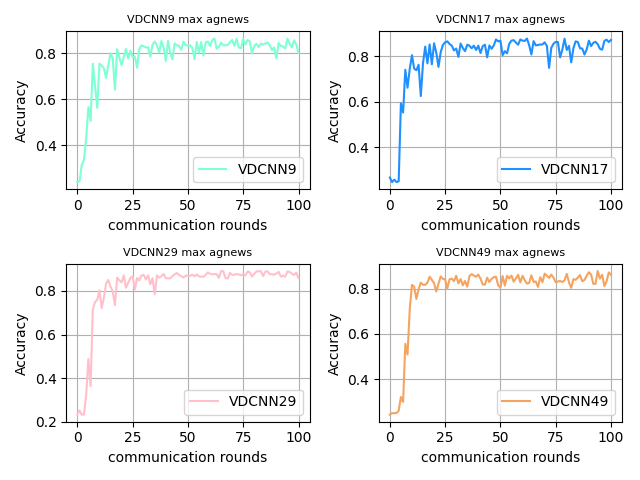 VDCNN9 max agnews
Accuracy
0.8
0.6
0.4
VDCNN9
0 25 50 75 100
communication rounds
VDCNN17 max agnews
Accuracy
0.8
0.6
0.4
VDCNN17
0 25 50 75 100
communication rounds
VDCNN29 max agnews
Accuracy
0.8
0.6
0.4
0.2
VDCNN29
0 25 50 75 100
communication rounds
VDCNN49 max agnews
Accuracy
0.8
0.6
0.4
VDCNN49
0 25 50 75 100
communication rounds